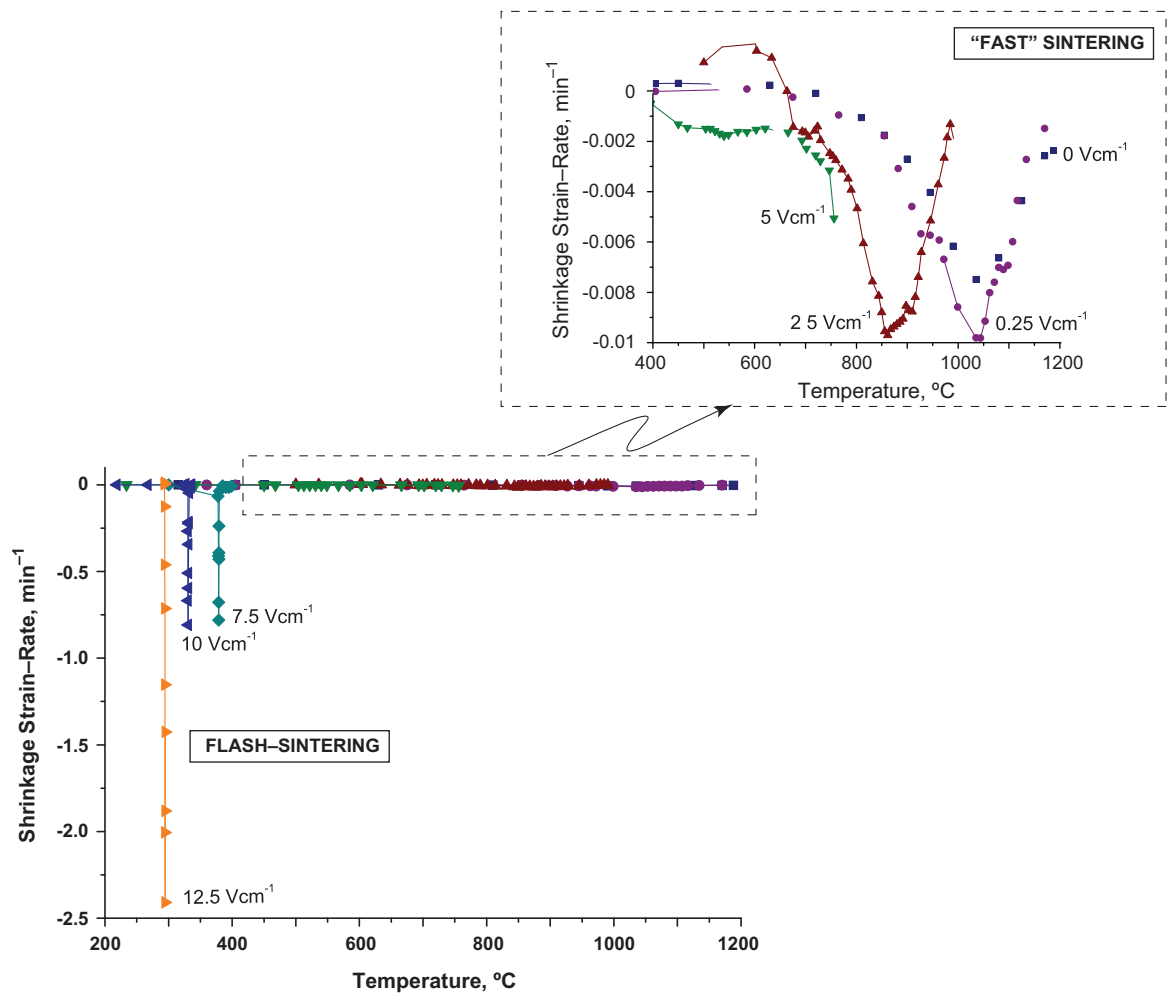 "FAST" SINTERING
Shrinkage Strain–Rate, min⁻¹
0
-0.002
-0.004
-0.006
-0.008
-0.01
0 Vcm⁻¹
5 Vcm⁻¹
2 5 Vcm⁻¹
0.25 Vcm⁻¹
400
600
800
1000
1200
Temperature, ºC
Shrinkage Strain–Rate, min⁻¹
0
-0.5
-1.0
-1.5
-2.0
-2.5
7.5 Vcm⁻¹
10 Vcm⁻¹
FLASH–SINTERING
12.5 Vcm⁻¹
200
400
600
800
1000
1200
Temperature, ºC